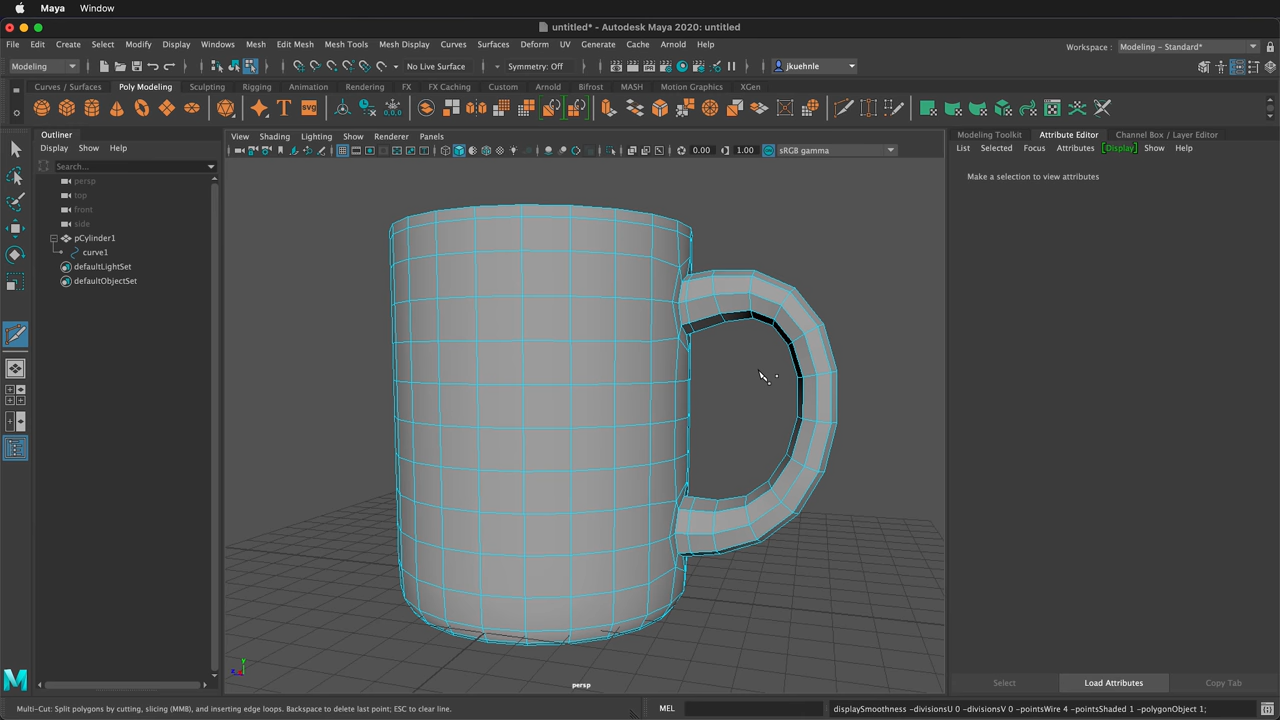 Maya Window
untitled* - Autodesk Maya 2020: untitled
File Edit Create Select Modify Display Windows Mesh Edit Mesh Mesh Tools Mesh Display Curves Surfaces Deform UV Generate Cache Arnold Help
Workspace : Modeling - Standard*
Modeling No Live Surface Symmetry: Off jkuehnle
Curves / Surfaces Poly Modeling Sculpting Rigging Animation Rendering FX FX Caching Custom Arnold Bifrost MASH Motion Graphics XGen
SVG
0,0,0
Outliner
Display Show Help
Search...
persp
top
front
side
pCylinder1
curve1
defaultLightSet
defaultObjectSet
View Shading Lighting Show Renderer Panels
0.00 1.00 sRGB gamma
Modeling Toolkit Attribute Editor Channel Box / Layer Editor
List Selected Focus Attributes Display Show Help
Make a selection to view attributes
persp
Select Load Attributes Copy Tab
Multi-Cut: Split polygons by cutting, slicing (MMB), and inserting edge loops. Backspace to delete last point; ESC to clear line.
MEL
displaySmoothness -divisionsU 0 -divisionsV 0 -pointsWire 4 -pointsShaded 1 -polygonObject 1;